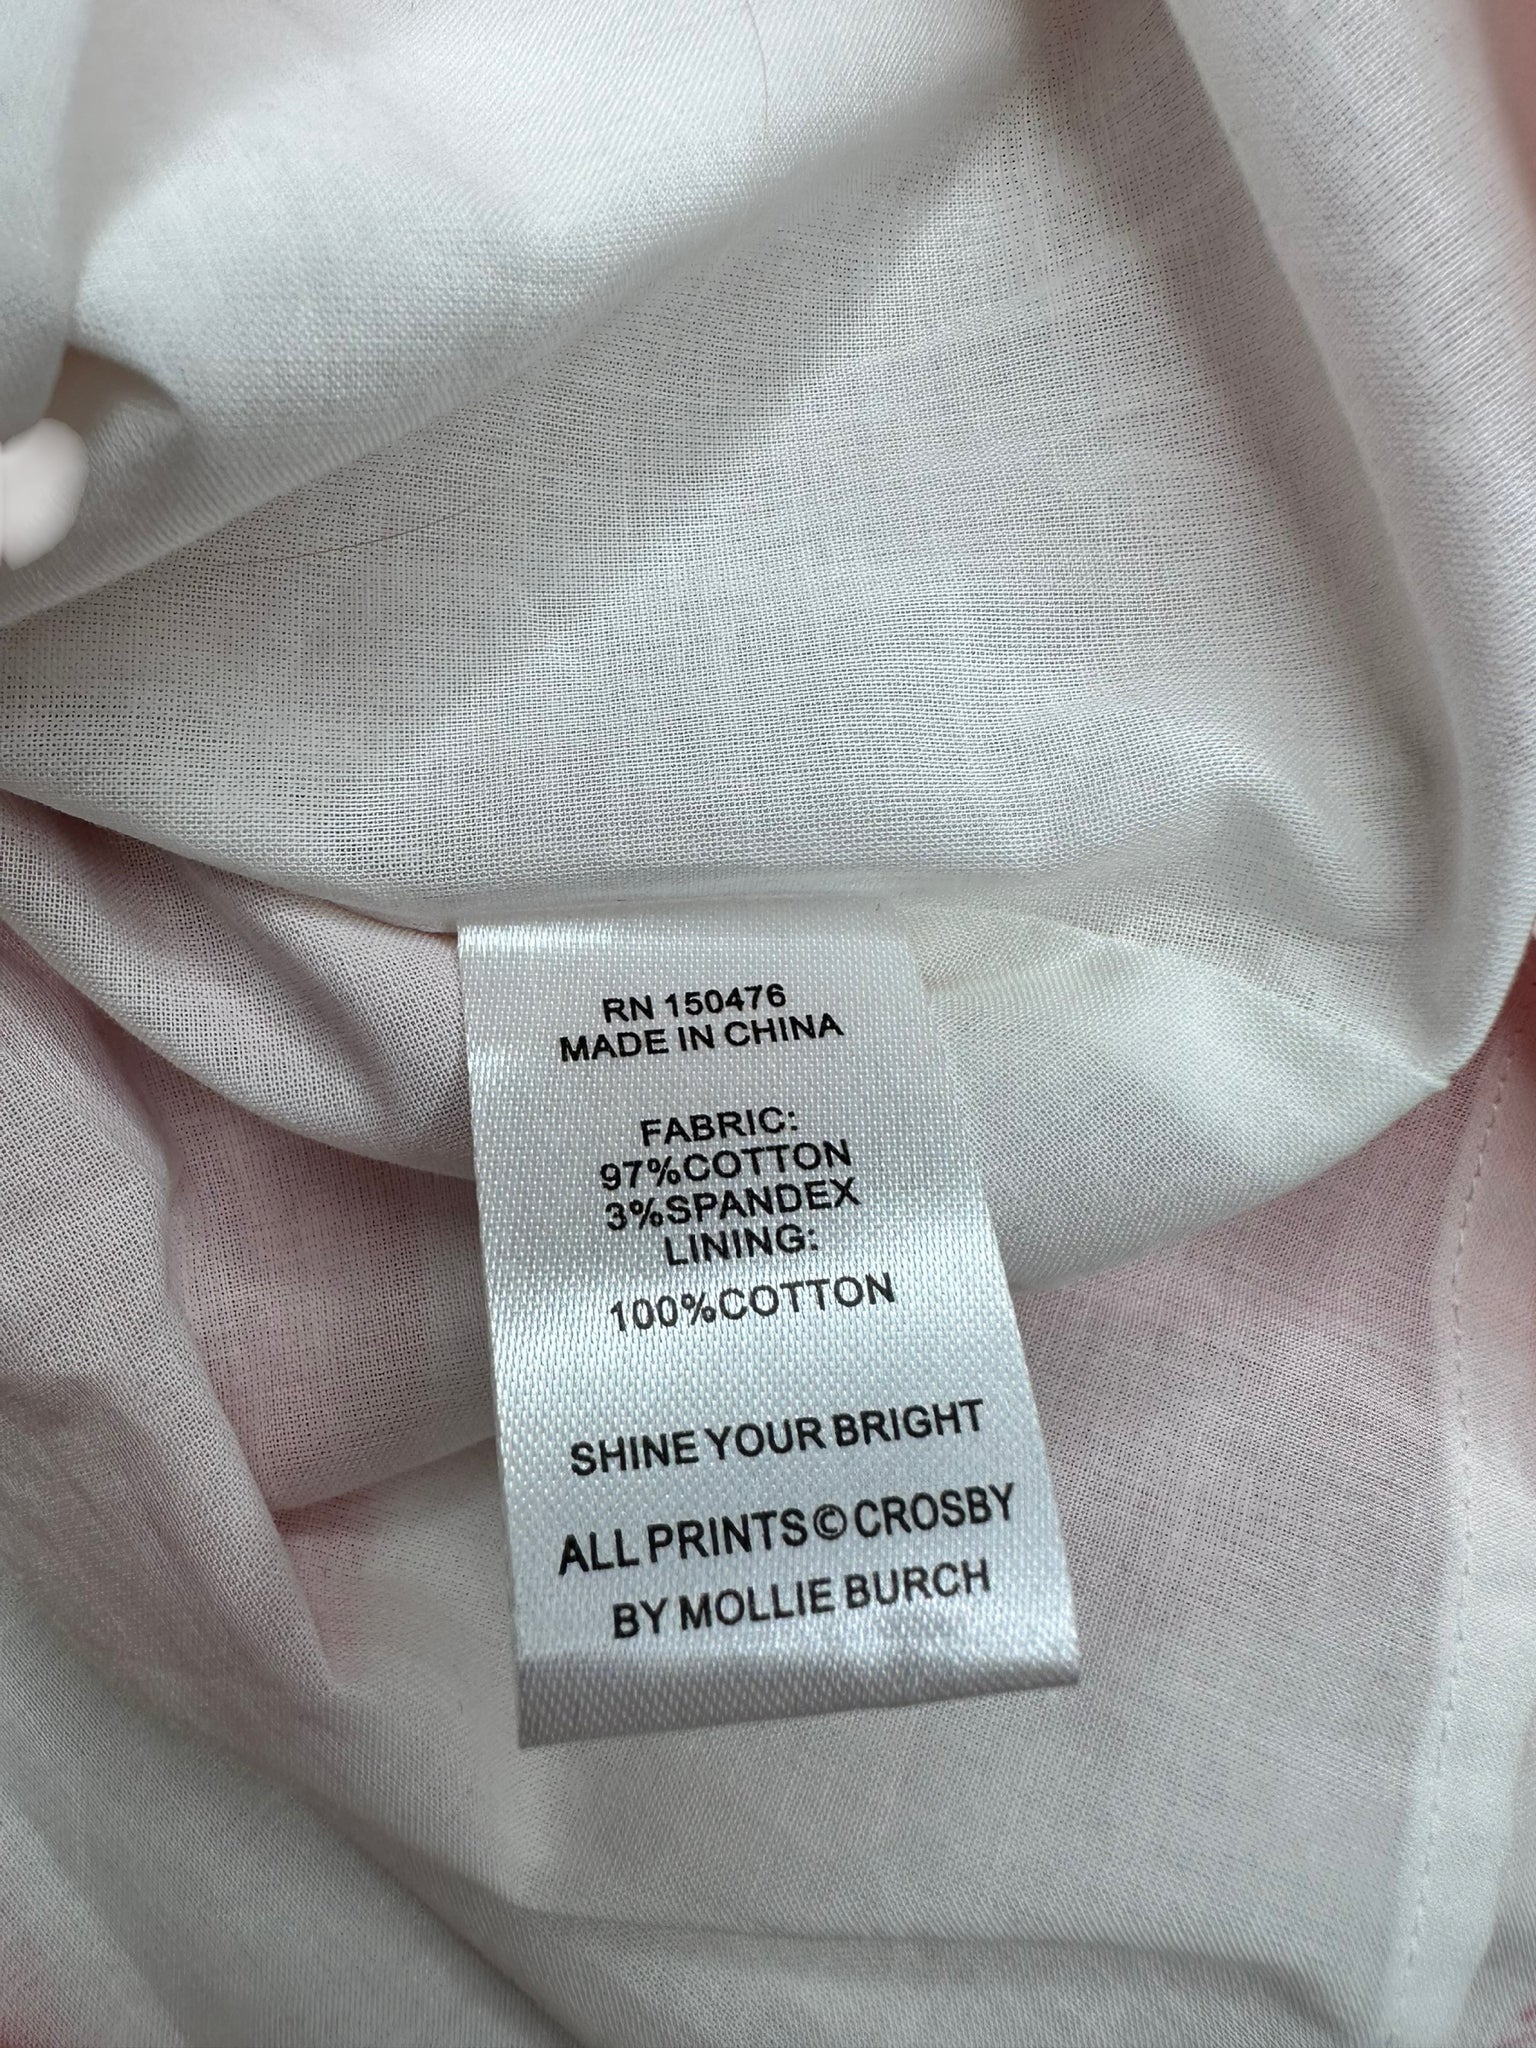 RN 150476
MADE IN CHINA
FABRIC:
97%COTTON
3%SPANDEX
LINING:
100%COTTON
SHINE YOUR BRIGHT
ALL PRINTS©CROSBY
BY MOLLIE BURCH